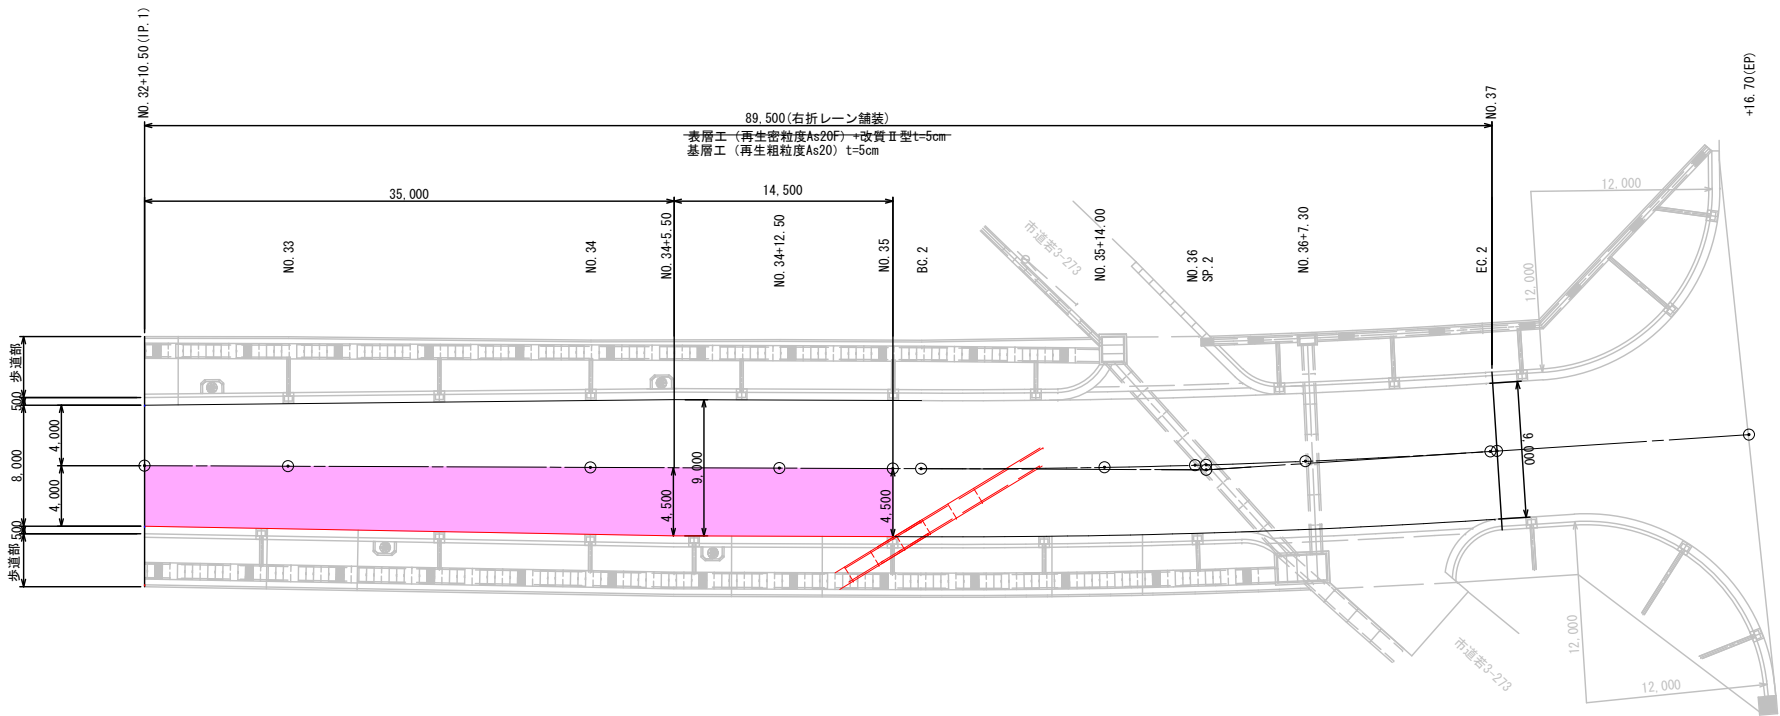 NO.32+10.50(IP.1)
+16.70(EP)
NO.37
89,500(右折レーン舗装)
表層工（再生密粒度As20F）+改質Ⅱ型t=5cm
基層工（再生粗粒度As20）t=5cm
35,000
14,500
12,000
NO.33
NO.34
NO.34+5.50
NO.34+12.50
NO.35
BC.2
市道若3-273
NO.35+14.00
NO.36
SP.2
NO.36+7.30
EC.2
12,000
歩道部
500
4,000
8,000
4,000
500
歩道部
4,500
9,000
4,500
9,000
12,000
市道若3-273
12,000